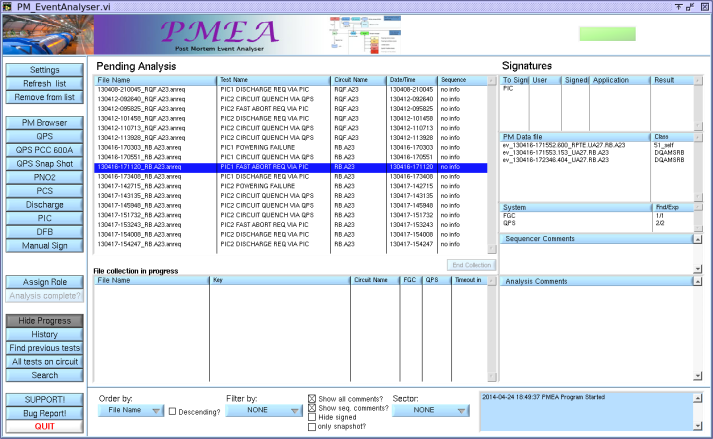 PM_EventAnalyser.vi
PMEA
Post Mortem Event Analyser
Settings
Refresh list
Remove from list
PM Browser
QPS
QPS PCC 600A
QPS Snap Shot
PNO2
PCS
Discharge
PIC
DFB
Manual Sign
Assign Role
Analysis complete?
Hide Progress
History
Find previous tests
All tests on circuit
Search
SUPPORT!
Bug Report!
QUIT
Pending Analysis
File Name Test Name Circuit Name Date/Time Sequence
130408-210045_RQF.A23.anreq PIC1 DISCHARGE REQ VIA PIC RQF.A23 130408-210045 no info
130412-092640_RQF.A23.anreq PIC2 CIRCUIT QUENCH VIA QPS RQF.A23 130412-092640 no info
130412-095825_RQF.A23.anreq PIC2 FAST ABORT REQ VIA PIC RQF.A23 130412-095825 no info
130412-101458_RQF.A23.anreq PIC2 DISCHARGE REQ VIA PIC RQF.A23 130412-101458 no info
130412-110713_RQF.A23.anreq PIC2 CIRCUIT QUENCH VIA QPS RQF.A23 130412-110713 no info
130412-113928_RQF.A23.anreq PIC2 CIRCUIT QUENCH VIA QPS RQF.A23 130412-113928 no info
130416-170303_RB.A23.anreq PIC1 POWERING FAILURE RB.A23 130416-170303 no info
130416-170551_RB.A23.anreq PIC1 CIRCUIT QUENCH VIA QPS RB.A23 130416-170551 no info
130416-171120_RB.A23.anreq PIC1 FAST ABORT REQ VIA PIC RB.A23 130416-171120 no info
130416-173408_RB.A23.anreq PIC1 DISCHARGE REQ VIA PIC RB.A23 130416-173408 no info
130417-142715_RB.A23.anreq PIC2 POWERING FAILURE RB.A23 130417-142715 no info
130417-143135_RB.A23.anreq PIC2 CIRCUIT QUENCH VIA QPS RB.A23 130417-143135 no info
130417-145948_RB.A23.anreq PIC2 CIRCUIT QUENCH VIA QPS RB.A23 130417-145948 no info
130417-151732_RB.A23.anreq PIC2 CIRCUIT QUENCH VIA QPS RB.A23 130417-151732 no info
130417-153243_RB.A23.anreq PIC2 FAST ABORT REQ VIA PIC RB.A23 130417-153243 no info
130417-154008_RB.A23.anreq PIC2 DISCHARGE REQ VIA PIC RB.A23 130417-154008 no info
130417-154247_RB.A23.anreq PIC2 DISCHARGE REQ VIA PIC RB.A23 130417-154247 no info
End Collection
File collection in progress
File Name Key Circuit Name FGC QPS Timeout in
Order by:
File Name
Descending?
Filter by:
NONE
Show all comments?
Show seq. comments?
Hide signed
only snapshot?
Sector:
NONE
Signatures
To Sign User Signed Application Result
PIC
PM Data file Class
ev_130416-171552.600_RPTE.UA27.RB.A23 51_self
ev_130416-171553.153_UA27.RB.A23 DQAMSRB
ev_130416-172346.404_UA27.RB.A23 DQAMSRB
System Fnd/Exp
FGC 1/1
QPS 2/2
Sequencer Comments
Analysis Comments
2014-04-24 18:49:37 PMEA Program Started